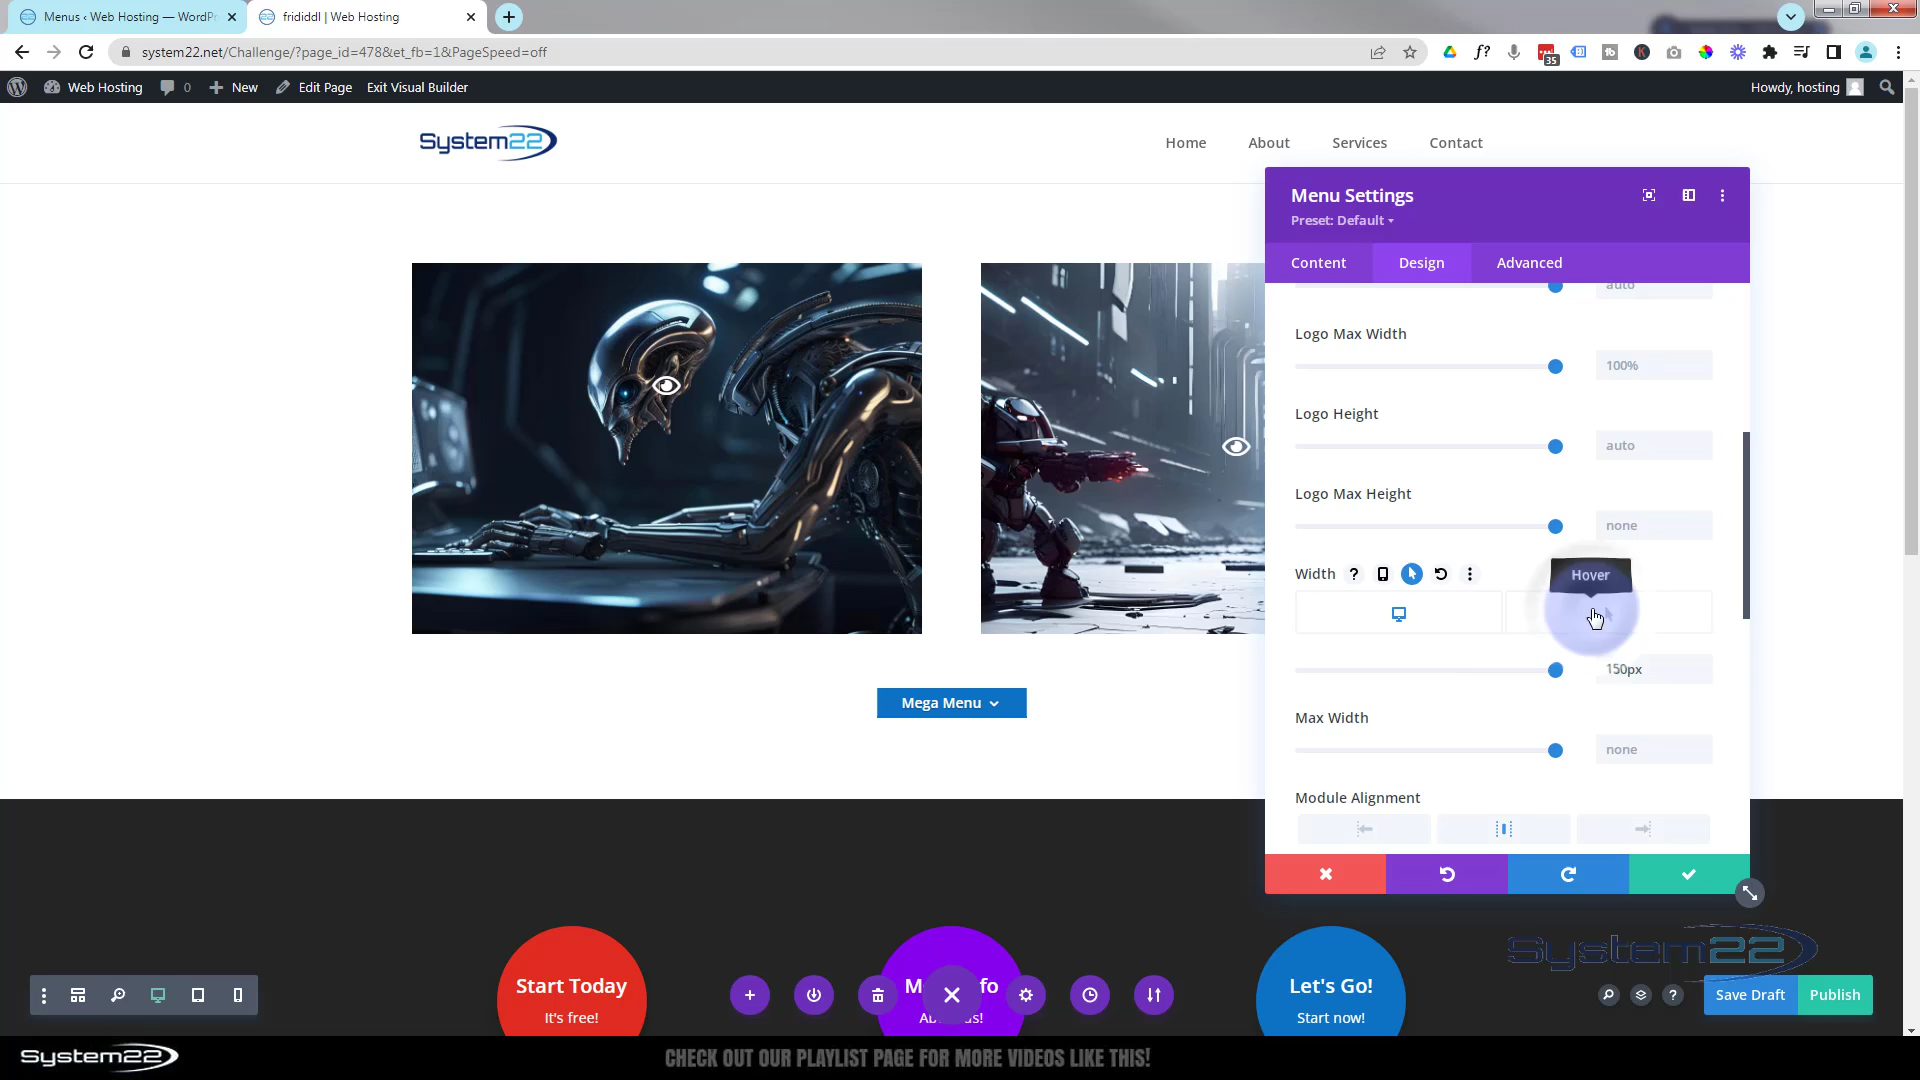 Menus ‹ Web Hosting — WordPr
frididdl | Web Hosting
system22.net/Challenge/?page_id=478&et_fb=1&PageSpeed=off
f?
35
Web Hosting
0
New
Edit Page
Exit Visual Builder
Howdy, hosting
System22
Home
About
Services
Contact
Menu Settings
Preset: Default
Content
Design
Advanced
auto
Logo Max Width
100%
Logo Height
auto
Logo Max Height
none
Width
Hover
150px
Max Width
none
Module Alignment
Mega Menu
Start Today
It's free!
Let's Go!
Start now!
System22
Save Draft
Publish
System22
CHECK OUT OUR PLAYLIST PAGE FOR MORE VIDEOS LIKE THIS!